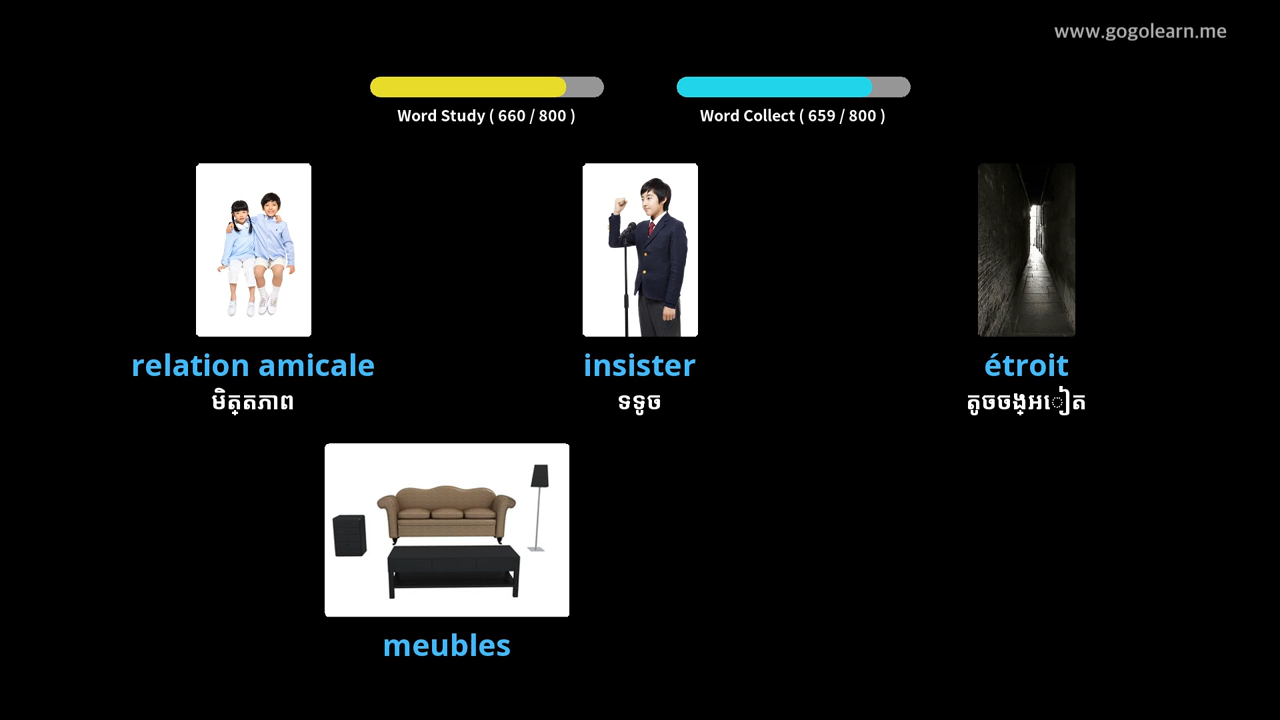 www.gogolearn.me
Word Study ( 660 / 800 )
Word Collect ( 659 / 800 )
relation amicale
មិត្តភាព
insister
ទទូច
étroit
តូចចង្អៀត
meubles